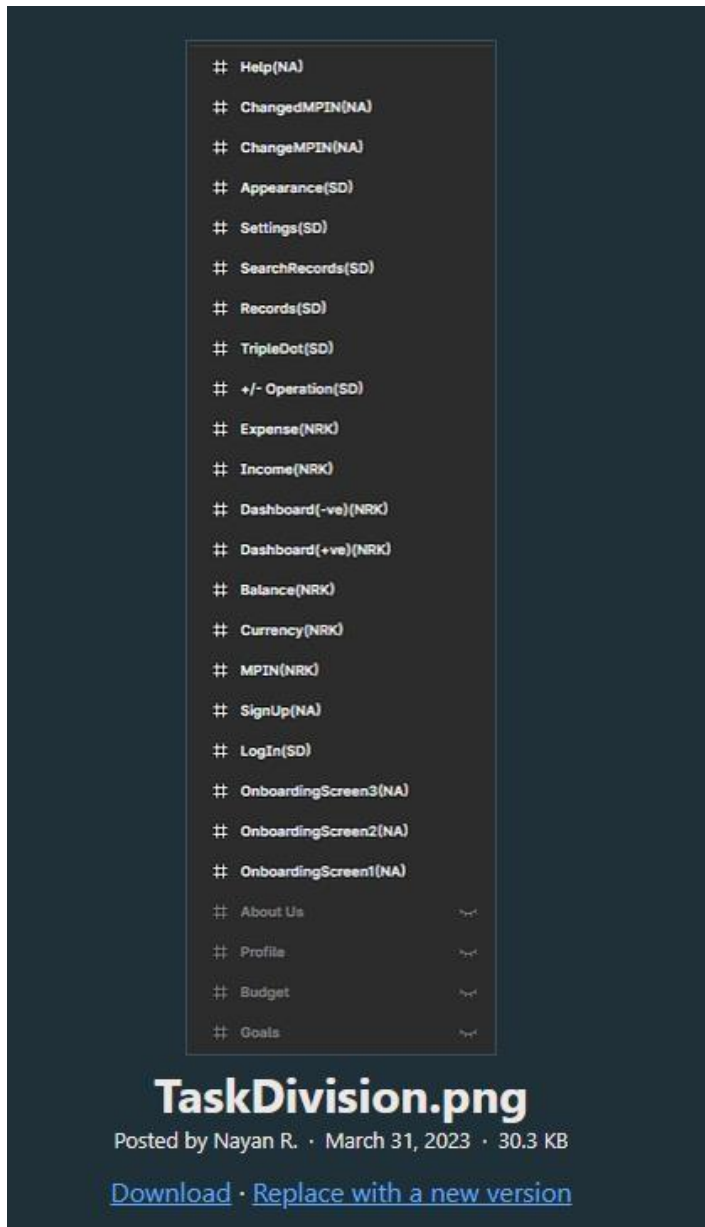 Help(NA)
ChangedMPIN(NA)
ChangeMPIN(NA)
Appearance(SD)
Settings(SD)
SearchRecords(SD)
Records(SD)
TripleDot(SD)
+/- Operation(SD)
Expense(NRK)
Income(NRK)
Dashboard(-ve)(NRK)
Dashboard(+ve)(NRK)
Balance(NRK)
Currency(NRK)
MPIN(NRK)
SignUp(NA)
LogIn(SD)
OnboardingScreen3(NA)
OnboardingScreen2(NA)
OnboardingScreen1(NA)
About Us
Profile
Budget
Goals
TaskDivision.png
Posted by Nayan R. · March 31, 2023 · 30.3 KB
Download · Replace with a new version